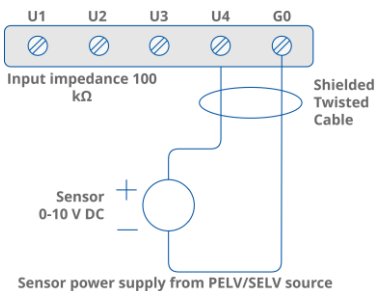 U1 U2 U3 U4 G0
Input impedance 100
kΩ
Shielded
Twisted
Cable
Sensor
0-10 V DC
+
−
Sensor power supply from PELV/SELV source